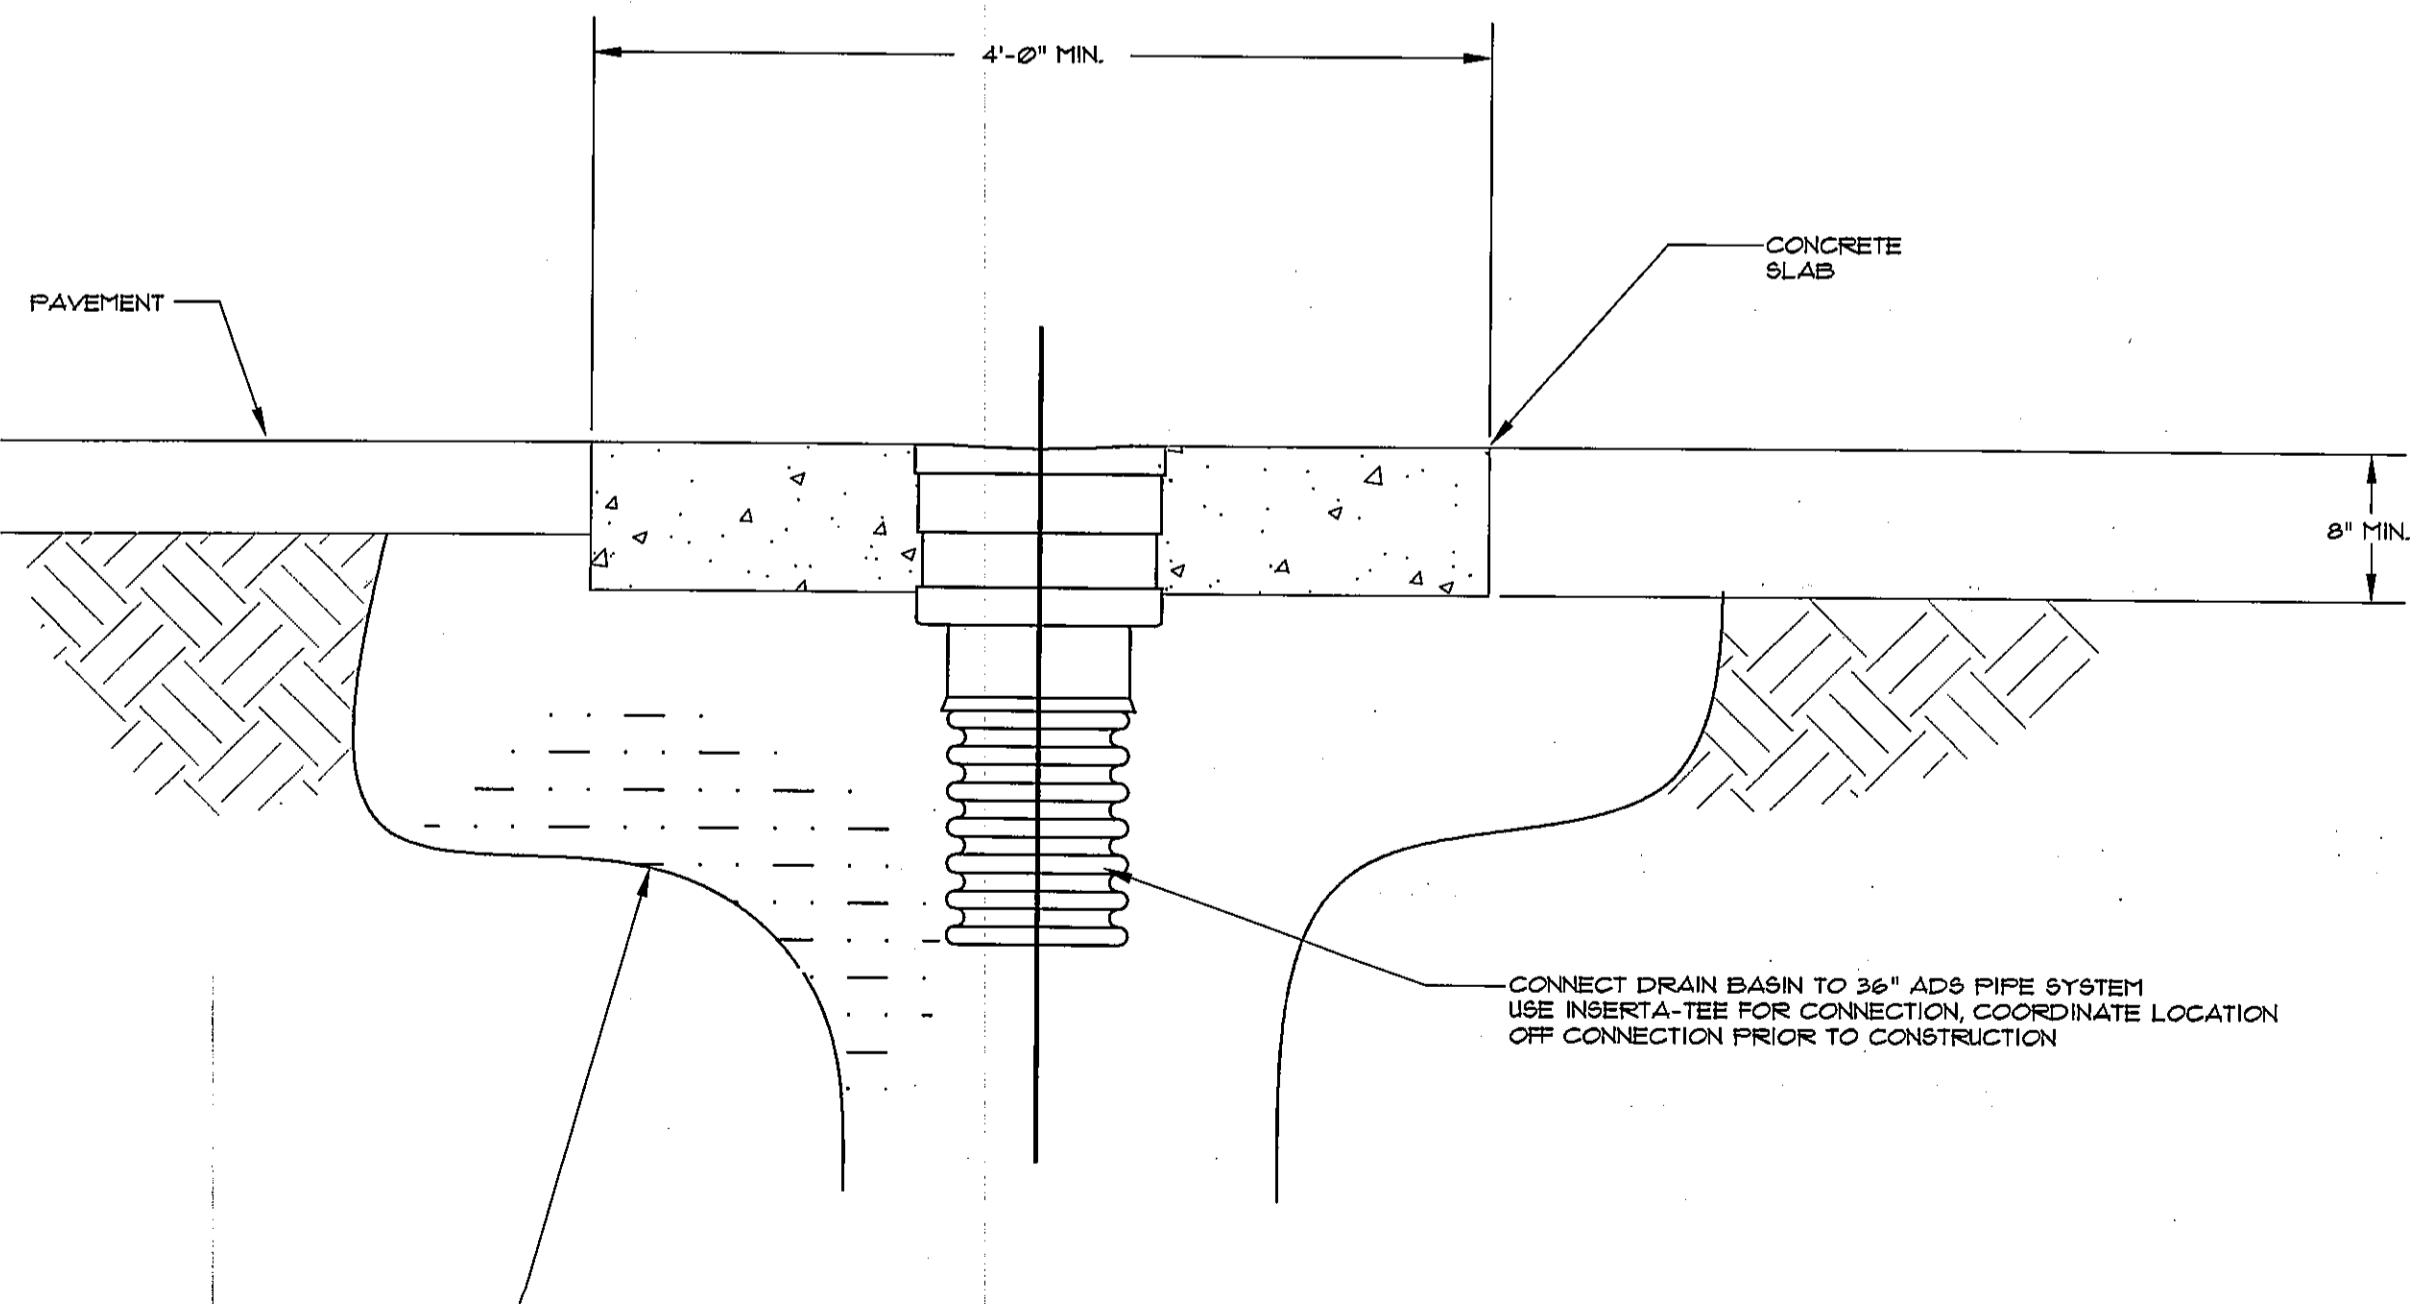 4'-0" MIN.
CONCRETE
SLAB
PAVEMENT
8" MIN.
CONNECT DRAIN BASIN TO 36" ADS PIPE SYSTEM
USE INSERTA-TEE FOR CONNECTION, COORDINATE LOCATION
OFF CONNECTION PRIOR TO CONSTRUCTION